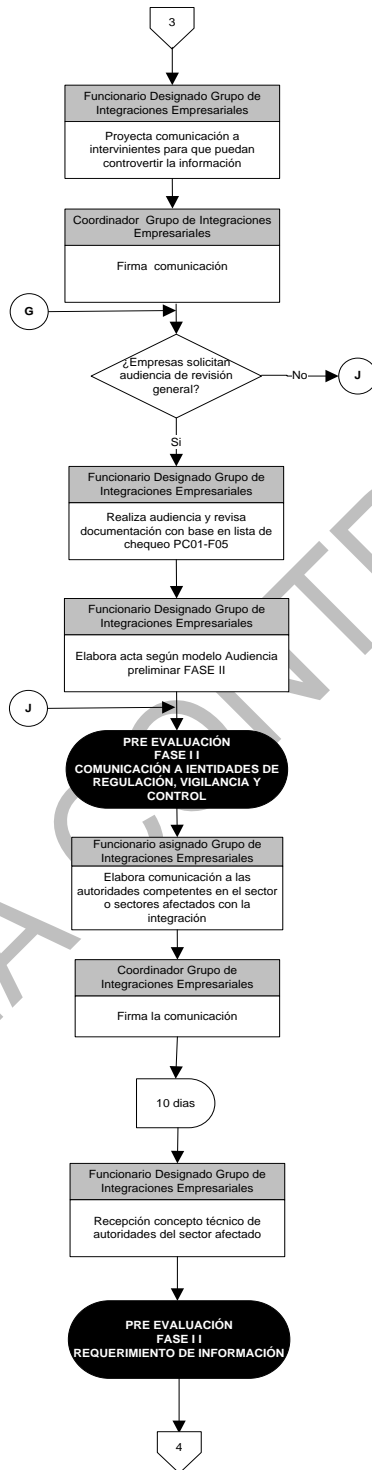 3
Funcionario Designado Grupo de
Integraciones Empresariales
Proyecta comunicación a
intervinientes para que puedan
controvertir la información
Coordinador Grupo de Integraciones
Empresariales
Firma comunicación
G
¿Empresas solicitan
audiencia de revisión
general?
No
J
Si
Funcionario Designado Grupo de
Integraciones Empresariales
Realiza audiencia y revisa
documentación con base en lista de
chequeo PC01-F05
Funcionario Designado Grupo de
Integraciones Empresariales
Elabora acta según modelo Audiencia
preliminar FASE II
J
PRE EVALUACIÓN
FASE I I
COMUNICACIÓN A IENTIDADES DE
REGULACIÓN, VIGILANCIA Y
CONTROL
Funcionario asignado Grupo de
Integraciones Empresariales
Elabora comunicación a las
autoridades competentes en el sector
o sectores afectados con la
integración
Coordinador Grupo de
Integraciones Empresariales
Firma la comunicación
10 dias
Funcionario Designado Grupo de
Integraciones Empresariales
Recepción concepto técnico de
autoridades del sector afectado
PRE EVALUACIÓN
FASE I I
REQUERIMIENTO DE INFORMACIÓN
4